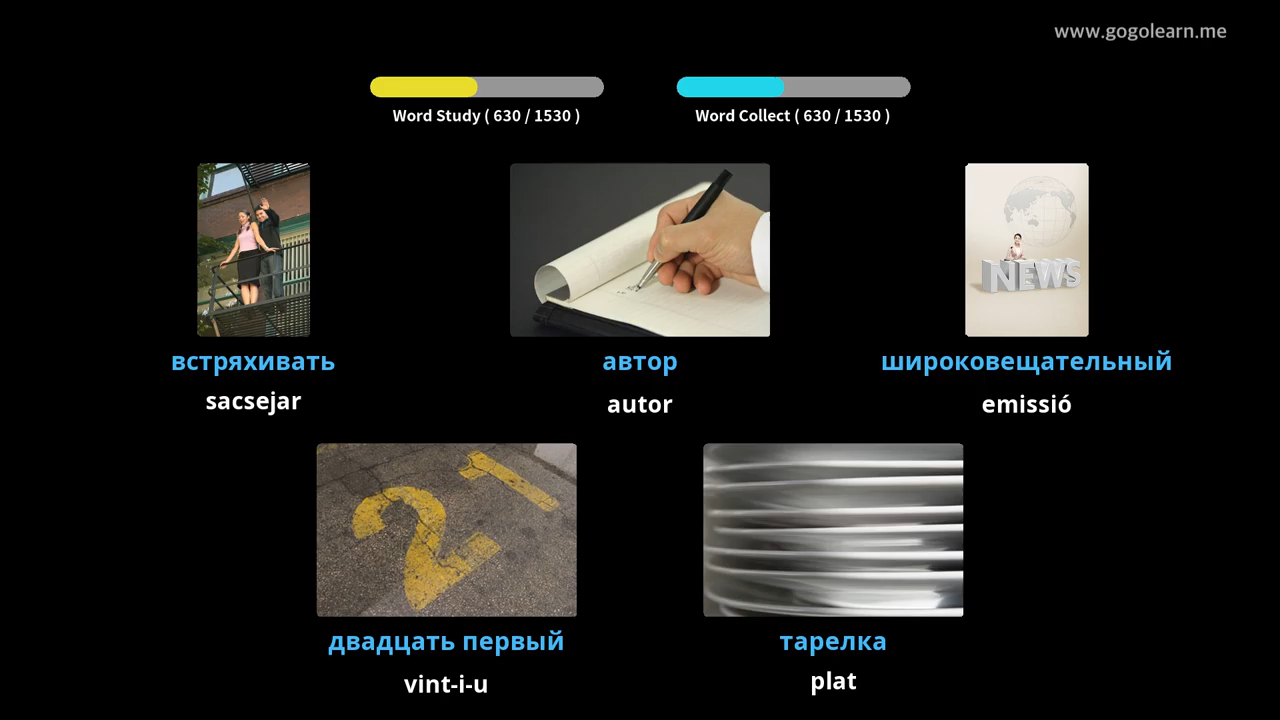 www.gogolearn.me
Word Study ( 630 / 1530 )
Word Collect ( 630 / 1530 )
NEWS
встряхивать
sacsejar
автор
autor
широковещательный
emissió
21
двадцать первый
vint-i-u
тарелка
plat